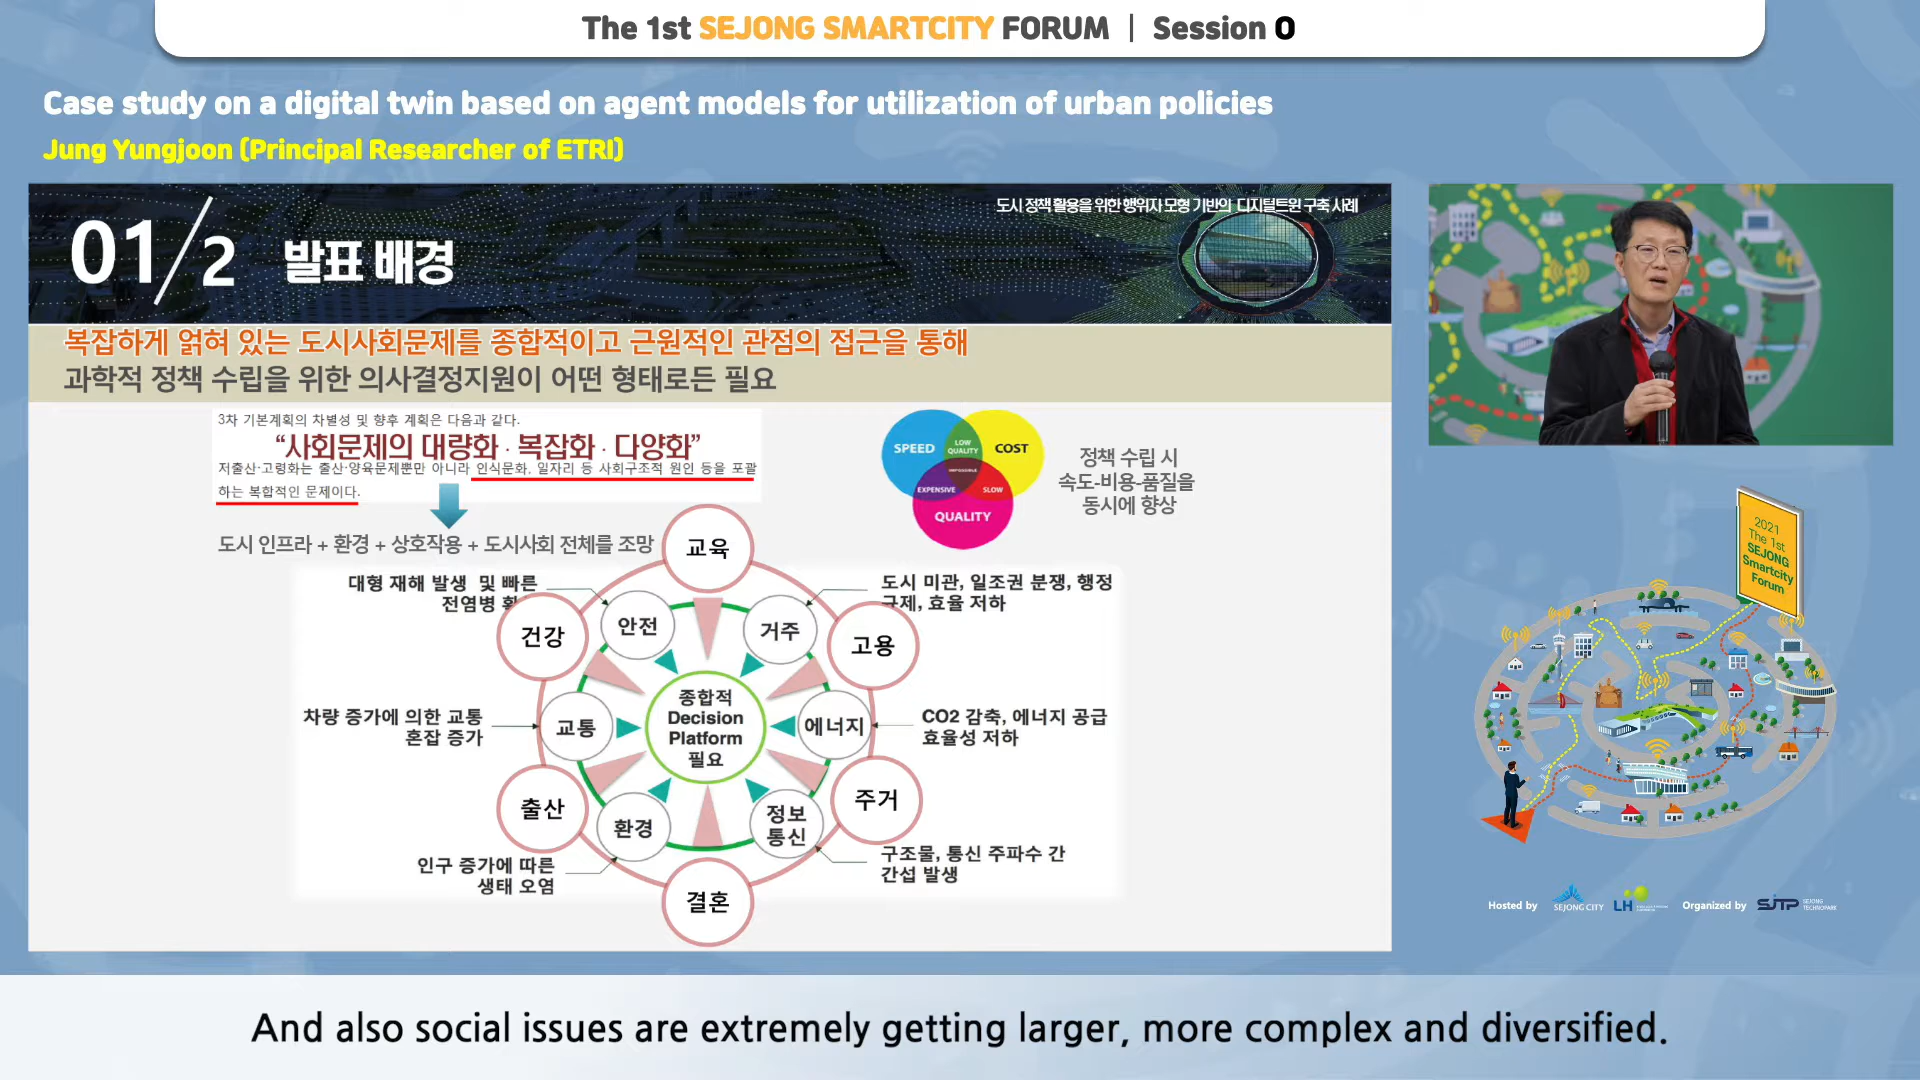 The 1st SEJONG SMARTCITY FORUM | Session 0
Case study on a digital twin based on agent models for utilization of urban policies
Jung Yungjoon (Principal Researcher of ETRI)
도시 정책 활용을 위한 행위자 모형 기반의 디지털트윈 구축 사례
01/2 발표 배경
복잡하게 얽혀 있는 도시사회문제를 종합적이고 근원적인 관점의 접근을 통해
과학적 정책 수립을 위한 의사결정지원이 어떤 형태로든 필요
3차 기본계획의 차별성 및 향후 계획은 다음과 같다.
“사회문제의 대량화 · 복잡화 · 다양화”
저출산·고령화는 출산·양육문제뿐만 아니라 인식문화, 일자리 등 사회구조적 원인 등을 포괄
하는 복합적인 문제이다.
도시 인프라 + 환경 + 상호작용 + 도시사회 전체를 조망
SPEED
LOW
QUALITY
COST
IMPOSSIBLE
EXPENSIVE
SLOW
QUALITY
정책 수립 시
속도-비용-품질을
동시에 향상
교육
대형 재해 발생 및 빠른
전염병
도시 미관, 일조권 분쟁, 행정
규제, 효율 저하
건강
안전
거주
고용
차량 증가에 의한 교통
혼잡 증가
교통
종합적
Decision
Platform
필요
에너지
CO2 감축, 에너지 공급
효율성 저하
출산
환경
정보
통신
주거
인구 증가에 따른
생태 오염
구조물, 통신 주파수 간
간섭 발생
결혼
2021
The 1st
SEJONG
Smartcity
Forum
Hosted by
SEJONG CITY
LH
Organized by
SJTP
SEJONG
TECHNOPARK
And also social issues are extremely getting larger, more complex and diversified.